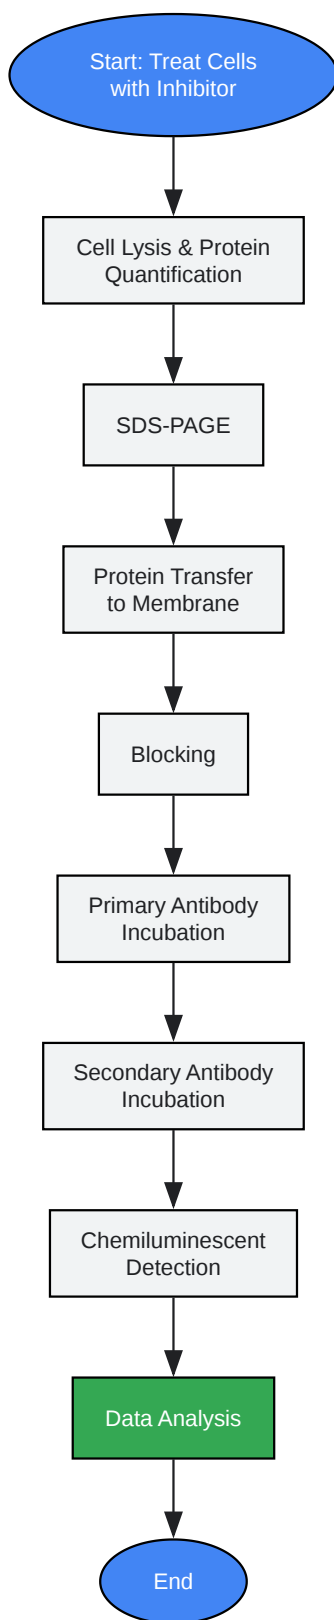 Start: Treat Cells
with Inhibitor
Cell Lysis & Protein
Quantification
SDS-PAGE
Protein Transfer
to Membrane
Blocking
Primary Antibody
Incubation
Secondary Antibody
Incubation
Chemiluminescent
Detection
Data Analysis
End